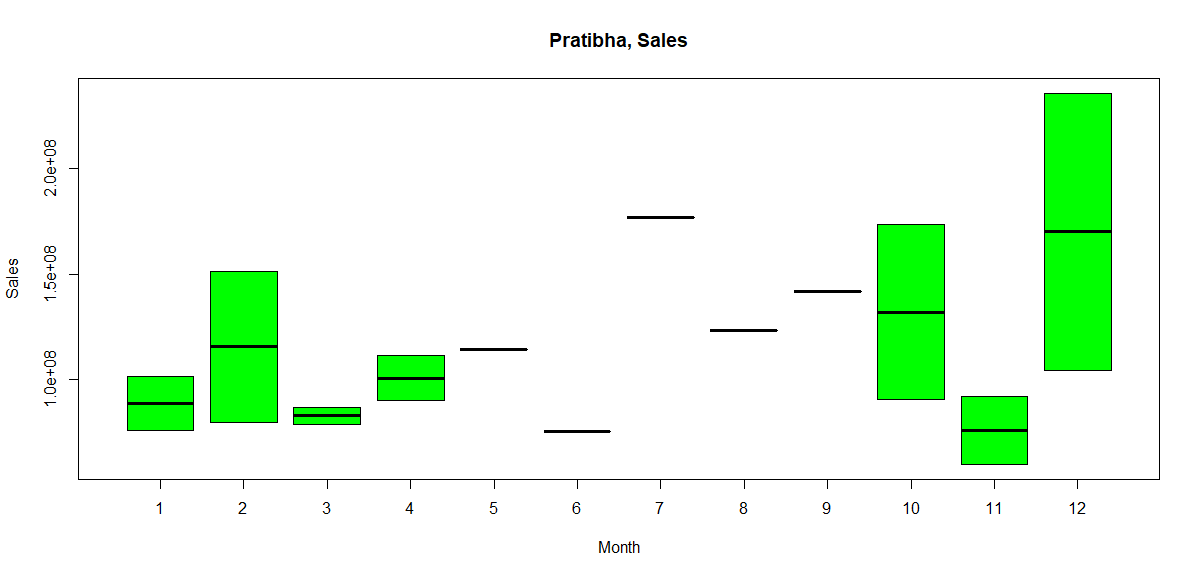 Pratibha, Sales
Sales
2.0e+08
1.5e+08
1.0e+08
1 2 3 4 5 6 7 8 9 10 11 12
Month